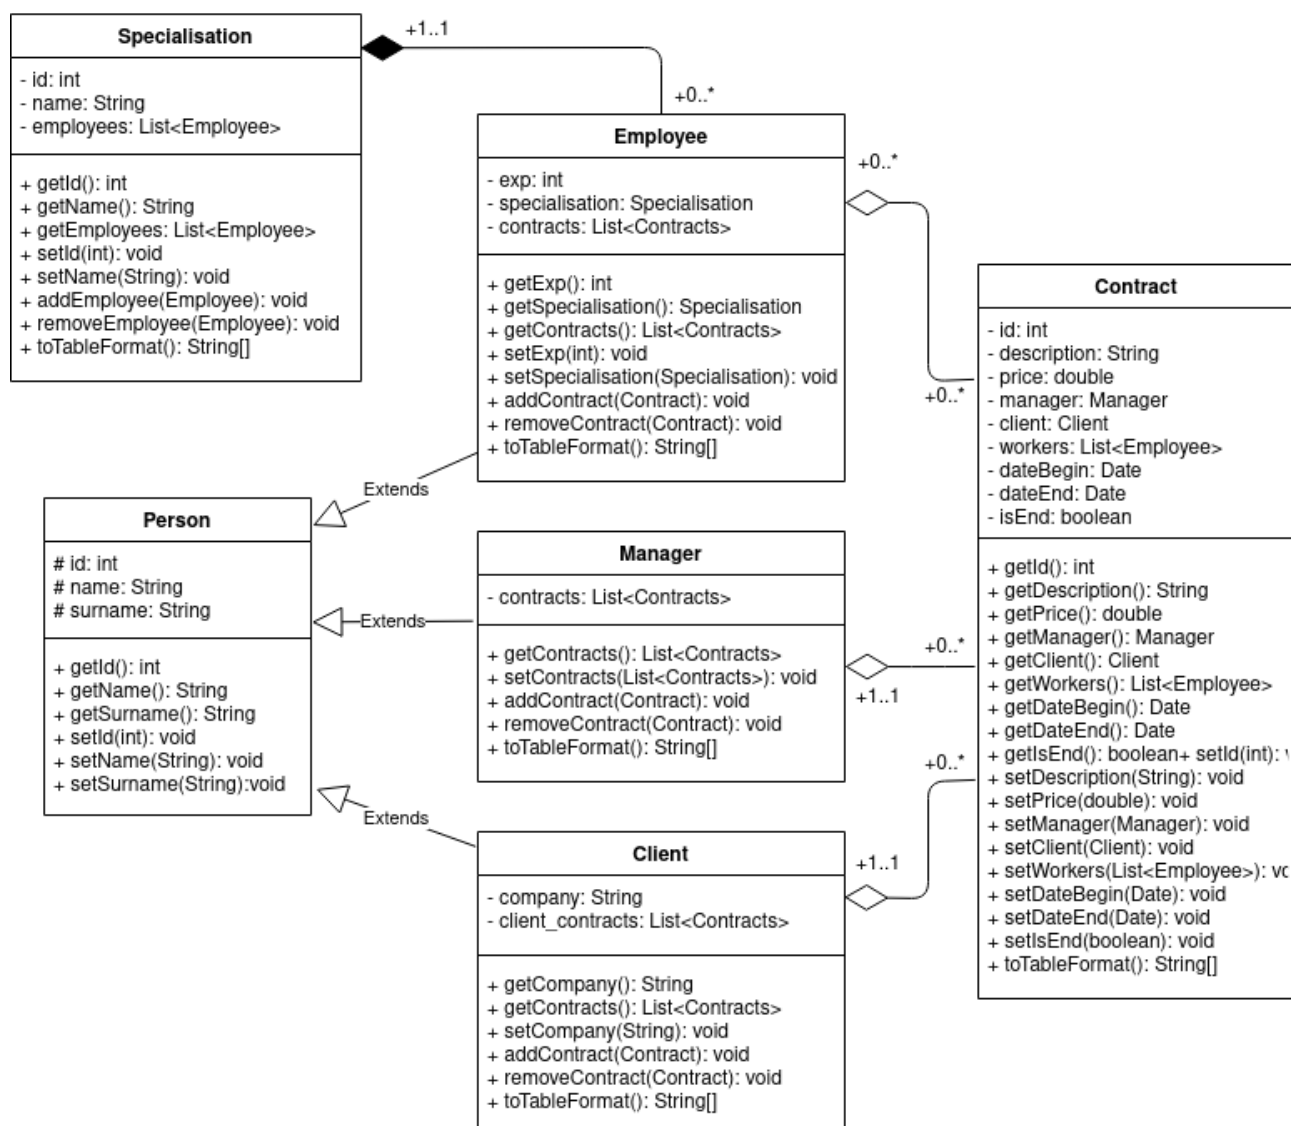 Specialisation
- id: int
- name: String
- employees: List<Employee>
+ getId(): int
+ getName(): String
+ getEmployees: List<Employee>
+ setId(int): void
+ setName(String): void
+ addEmployee(Employee): void
+ removeEmployee(Employee): void
+ toTableFormat(): String[]
+1..1
+0..*
Employee
- exp: int
- specialisation: Specialisation
- contracts: List<Contracts>
+ getExp(): int
+ getSpecialisation(): Specialisation
+ getContracts(): List<Contracts>
+ setExp(int): void
+ setSpecialisation(Specialisation): void
+ addContract(Contract): void
+ removeContract(Contract): void
+ toTableFormat(): String[]
+0..*
+0..*
Contract
- id: int
- description: String
- price: double
- manager: Manager
- client: Client
- workers: List<Employee>
- dateBegin: Date
- dateEnd: Date
- isEnd: boolean
+ getId(): int
+ getDescription(): String
+ getPrice(): double
+ getManager(): Manager
+ getClient(): Client
+ getWorkers(): List<Employee>
+ getDateBegin(): Date
+ getDateEnd(): Date
+ getIsEnd(): boolean+ setId(int):
+ setDescription(String): void
+ setPrice(double): void
+ setManager(Manager): void
+ setClient(Client): void
+ setWorkers(List<Employee>):
+ setDateBegin(Date): void
+ setDateEnd(Date): void
+ setIsEnd(boolean): void
+ toTableFormat(): String[]
Extends
Person
# id: int
# name: String
# surname: String
+ getId(): int
+ getName(): String
+ getSurname(): String
+ setId(int): void
+ setName(String): void
+ setSurname(String):void
Extends
Manager
- contracts: List<Contracts>
+ getContracts(): List<Contracts>
+ setContracts(List<Contracts>): void
+ addContract(Contract): void
+ removeContract(Contract): void
+ toTableFormat(): String[]
+0..*
+1..1
Extends
Client
- company: String
- client_contracts: List<Contracts>
+ getCompany(): String
+ getContracts(): List<Contracts>
+ setCompany(String): void
+ addContract(Contract): void
+ removeContract(Contract): void
+ toTableFormat(): String[]
+0..*
+1..1